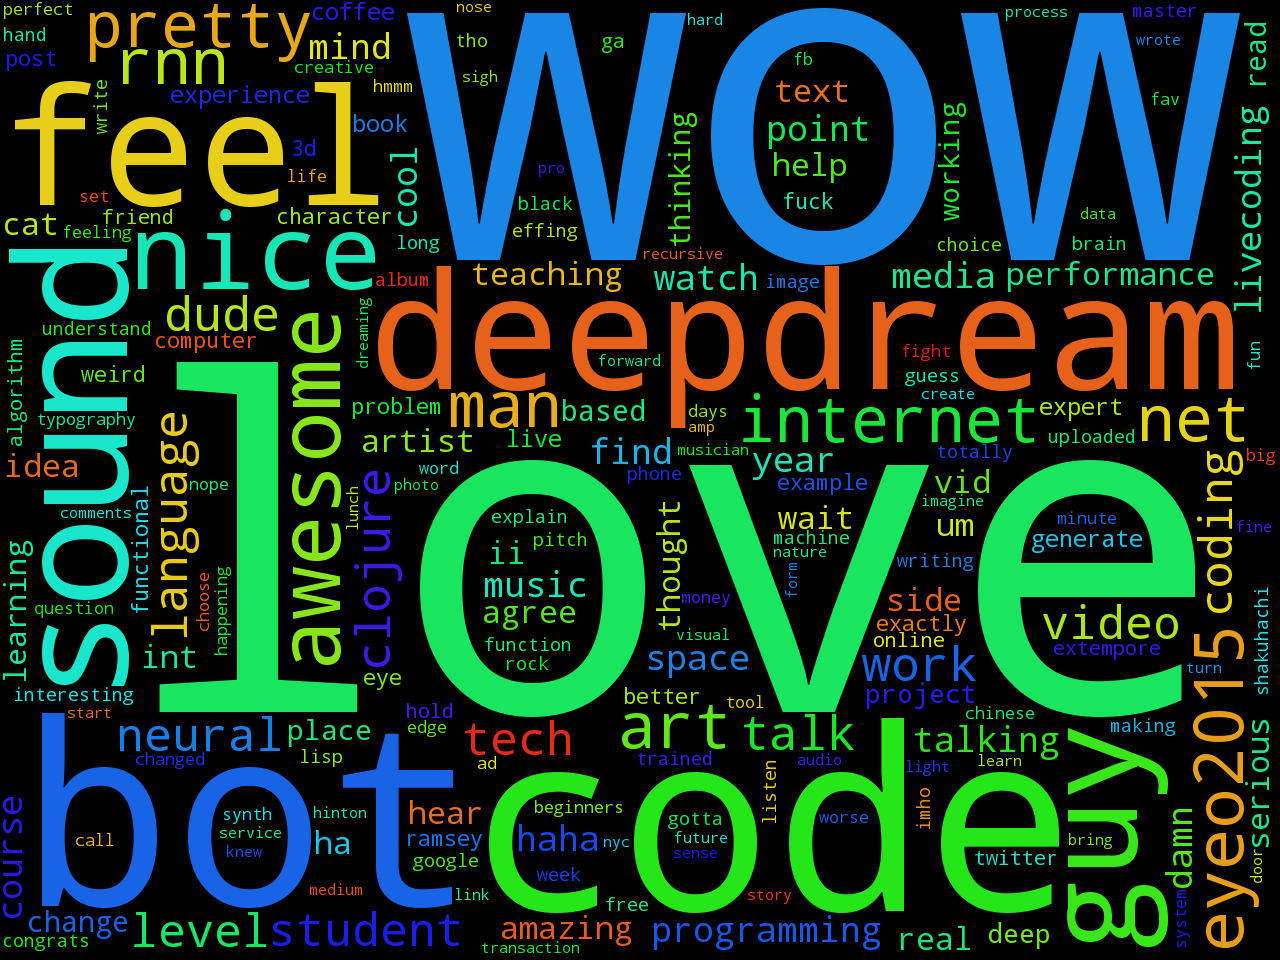 perfect
hand
post
pretty
rnn
coffee
mind
creative
experience
hmmm
write
feel
3d
life
set
book
cool
nose
tho
sigh
wow
hard
ga
pro
black
effing
thinking
recursive
fb
text
point
help
fuck
process
master
wrote
fav
working
data
choice
brain
read
livecoding
cat
friend
feeling
character
nice
long
album
teaching
watch
image
media
performance
sound
understand
dude
computer
awesome
dreaming
deepdream
forward
fight
guess
create
fun
algorithm
weird
typography
idea
language
nope
problem
man
based
artist
live
find
days
amp
musician
internet
year
expert
net
uploaded
totally
big
comments
functional
learning
question
choose
happening
lunch
clojure
word
photo
love
explain
ii
pitch
music
agree
function
rock
phone
thought
money
visual
example
wait
machine
nature
form
vid
imagine
um
writing
side
exactly
online
minute
generate
video
extempore
coding
fine
int
eye
interesting
start
space
work
project
turn
shakuhachi
eyeo2015
serious
neural
changed
place
lisp
hold
edge
tech
ad
better
art
tool
trained
talk
audio
talking
chinese
making
light
learn
guy
bot
call
synth
service
knew
hinton
ha
medium
hear
ramsey
google
link
code
beginners
haha
nyc
week
free
gotta
future
sense
listen
worse
story
imho
twitter
bring
damn
system
door
course
change
congrats
level
student
amazing
transaction
programming
real
deep